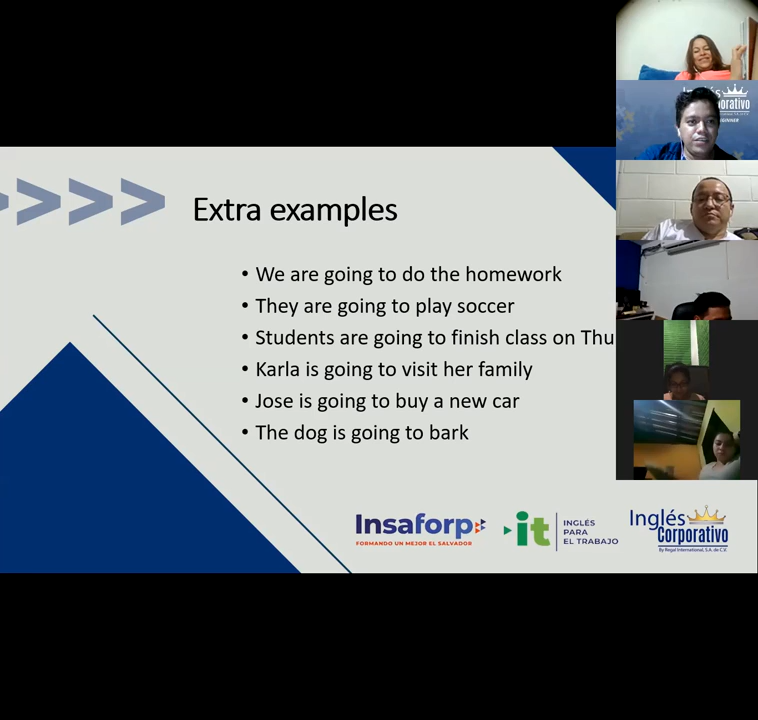 Extra examples
• We are going to do the homework
• They are going to play soccer
• Students are going to finish class on Thu
• Karla is going to visit her family
• Jose is going to buy a new car
• The dog is going to bark
Insaforp
FORMANDO UN MEJOR EL SALVADOR
it
INGLÉS
PARA
EL TRABAJO
Inglés
Corporativo
By Regal International, S.A. de C.V.